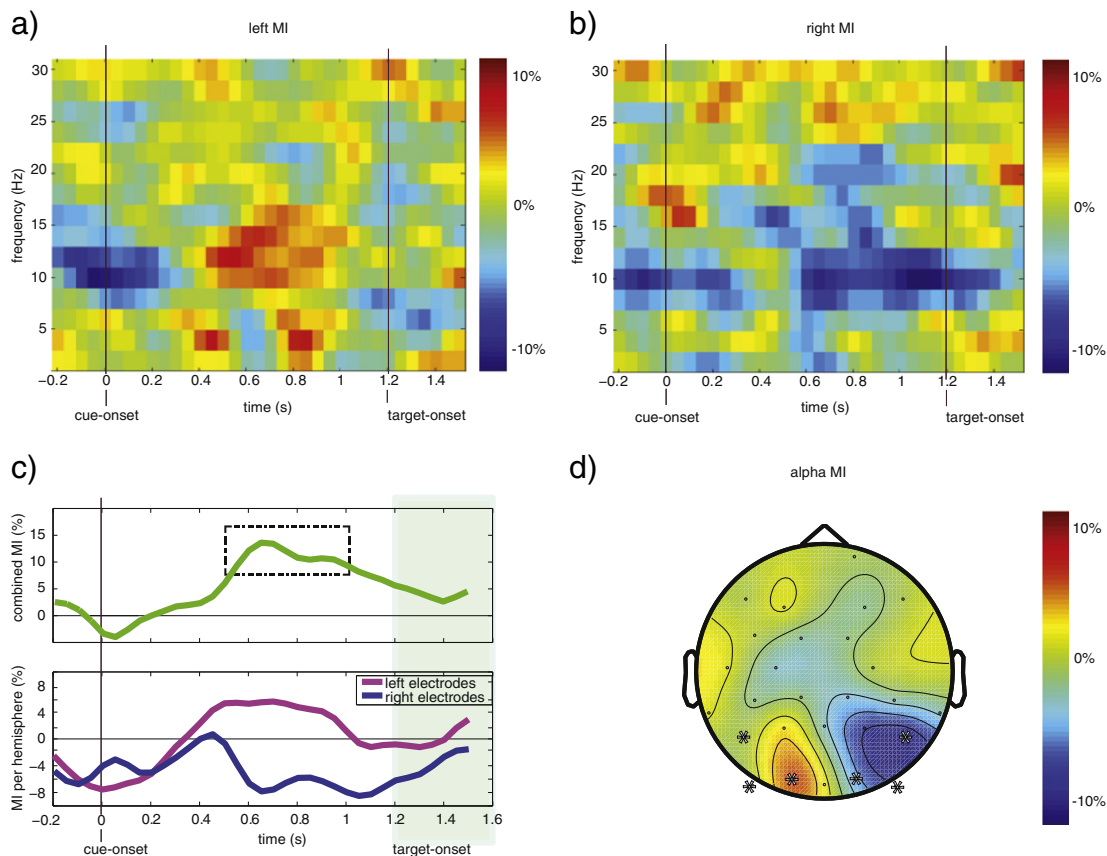 a)
left MI
frequency (Hz)
30
25
20
15
10
5
−0.2
0
0.2
0.4
0.6
0.8
1
1.2
1.4
time (s)
cue-onset
target-onset
10%
0%
-10%
b)
right MI
frequency (Hz)
30
25
20
15
10
5
−0.2
0
0.2
0.4
0.6
0.8
1
1.2
1.4
time (s)
cue-onset
target-onset
10%
0%
-10%
c)
combined MI (%)
15
10
5
0
MI per hemisphere (%)
8
4
0
−4
−8
left electrodes
right electrodes
−0.2
0
0.2
0.4
0.6
0.8
1
1.2
1.4
1.6
time (s)
cue-onset
target-onset
d)
alpha MI
10%
0%
-10%